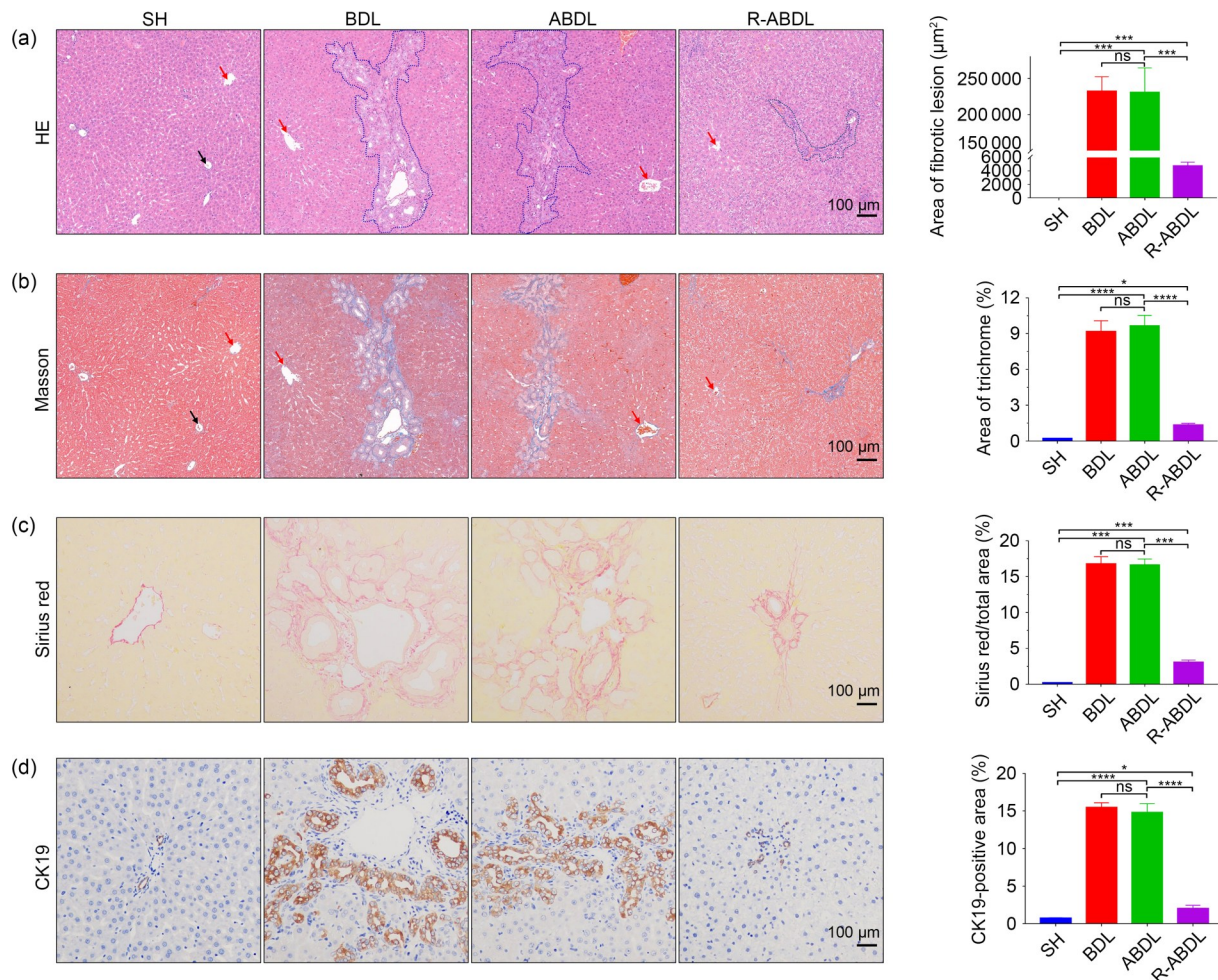 SH BDL ABDL R-ABDL
(a)
HE
100 µm
Area of fibrotic lesion (µm²)
***
*** ***
ns
250 000
200 000
150 000
6000
4000
2000
0
SH BDL ABDL R-ABDL
(b)
Masson
100 µm
Area of trichrome (%)
*
**** ****
ns
12
9
6
3
0
SH BDL ABDL R-ABDL
(c)
Sirius red
100 µm
Sirius red/total area (%)
***
*** ***
ns
20
15
10
5
0
SH BDL ABDL R-ABDL
(d)
CK19
100 µm
CK19-positive area (%)
*
**** ****
ns
20
15
10
5
0
SH BDL ABDL R-ABDL